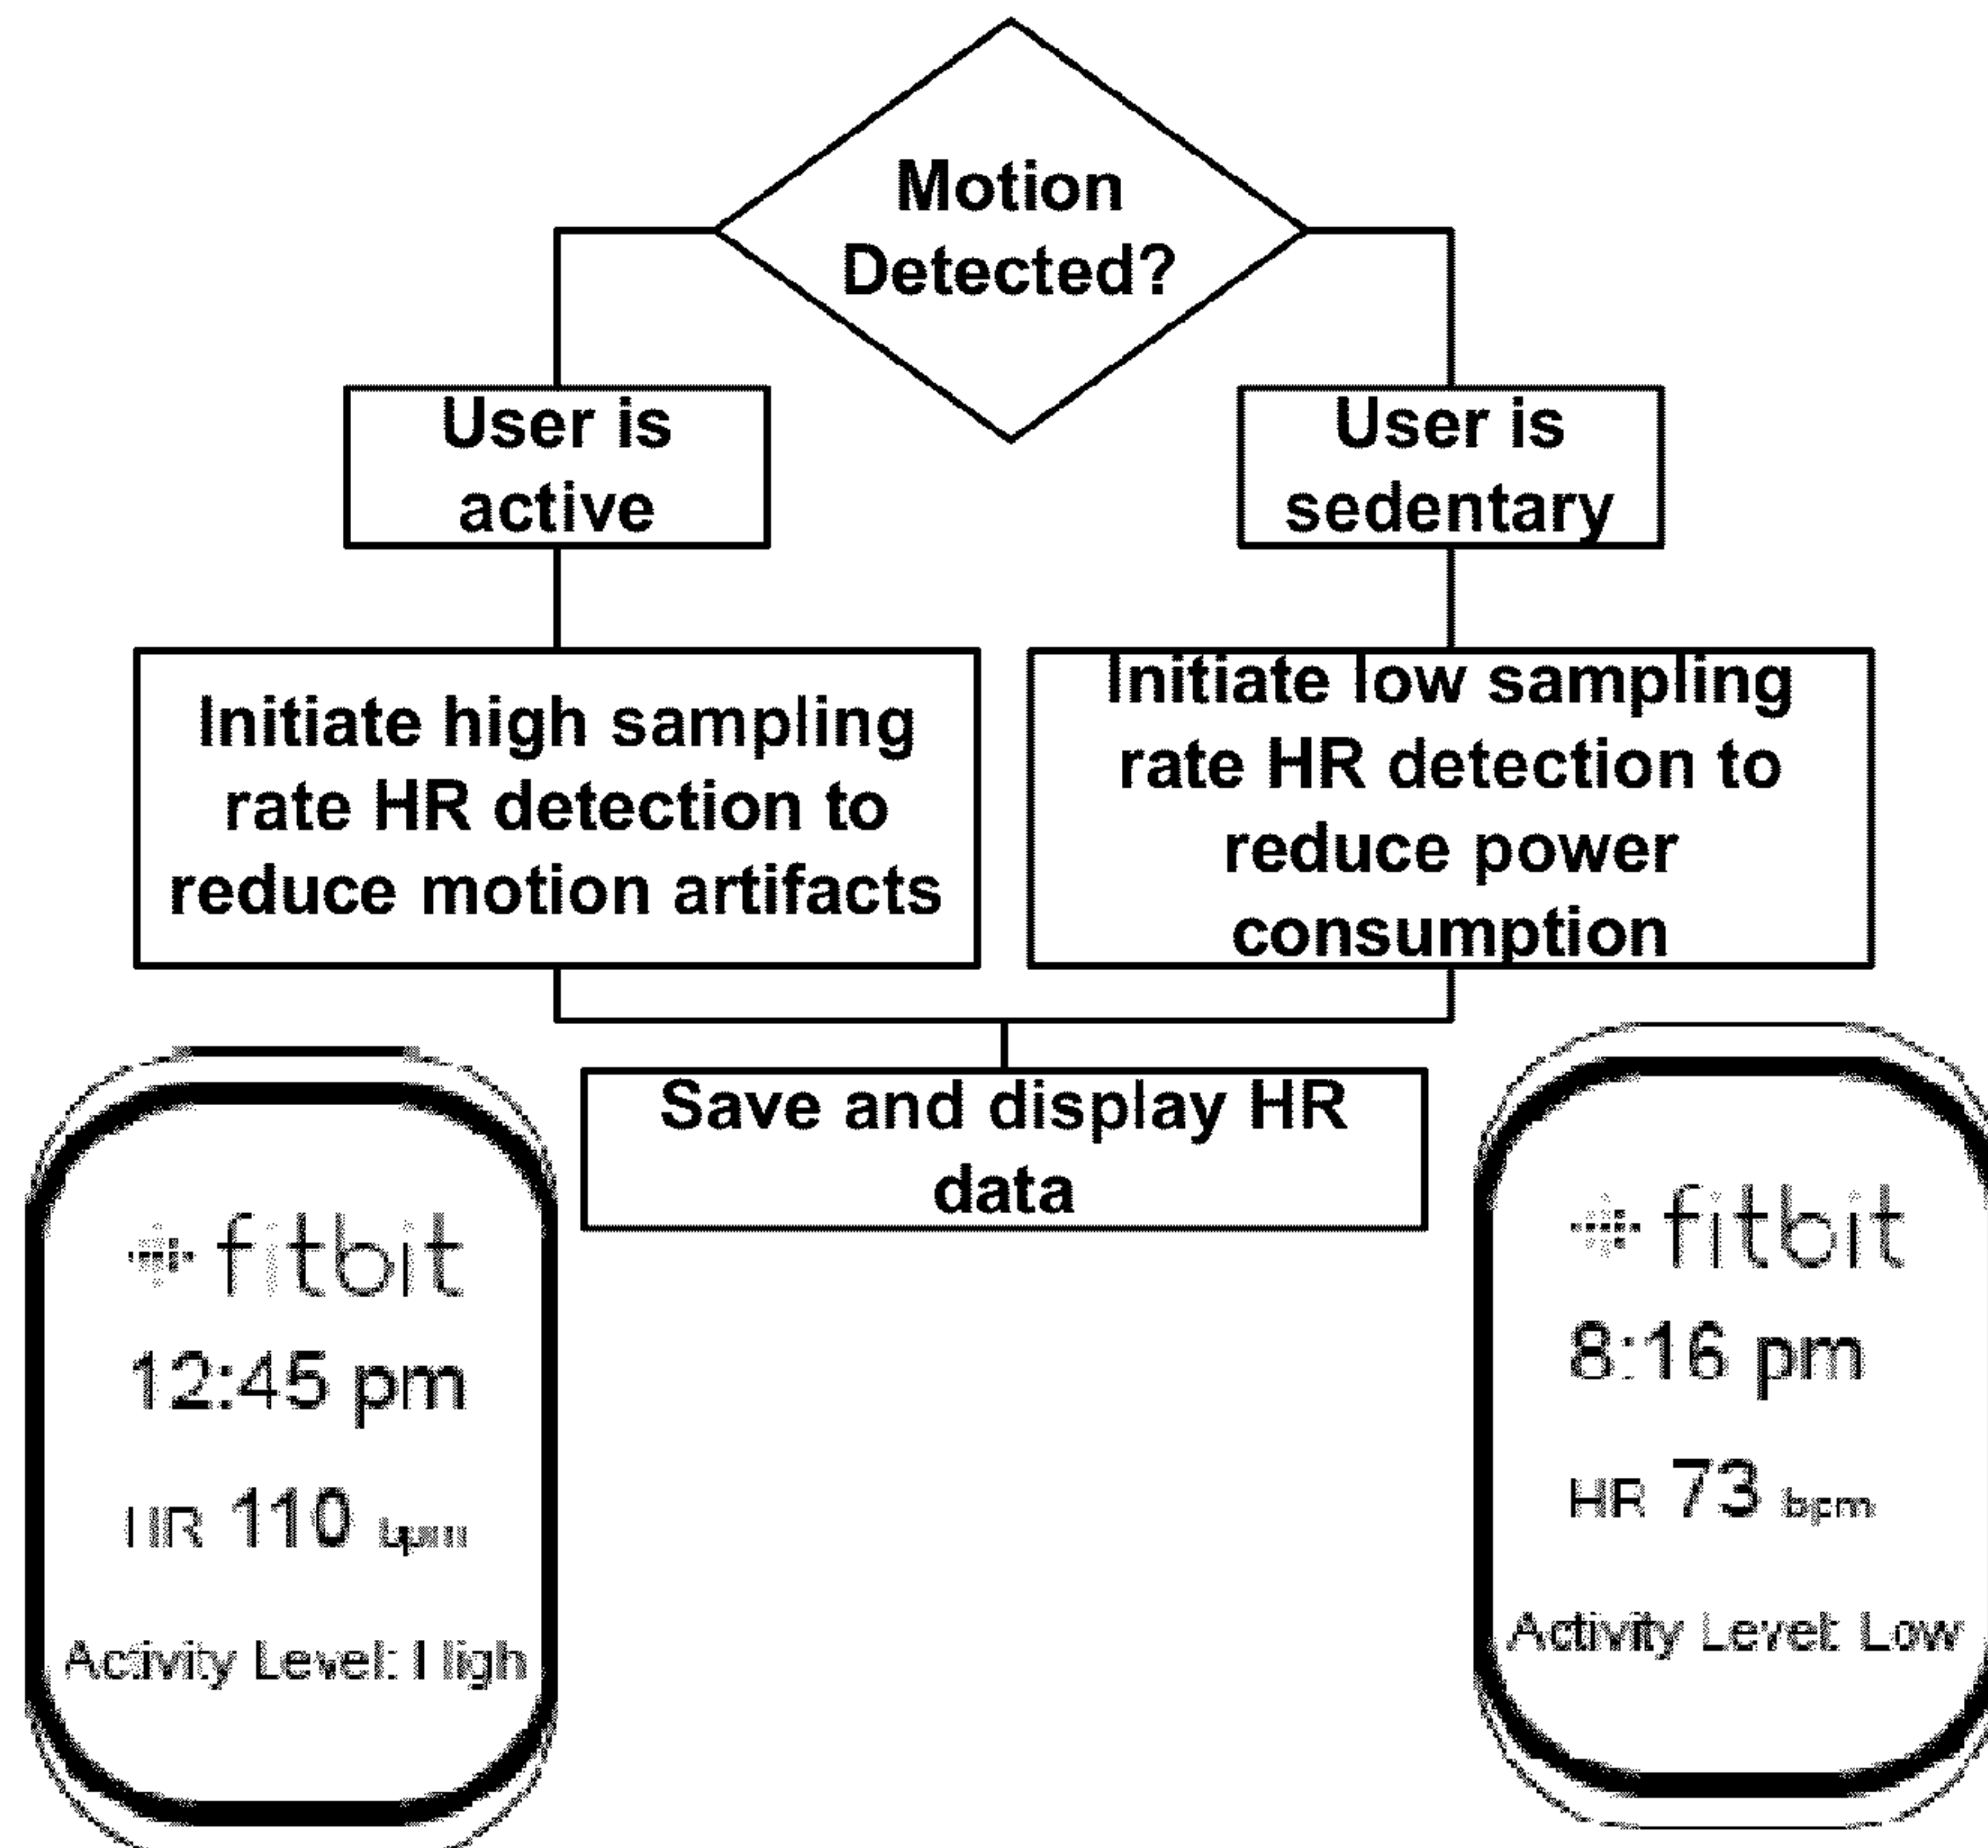 Motion
Detected?
User is
active
User is
sedentary
Initiate high sampling
rate HR detection to
reduce motion artifacts
Initiate low sampling
rate HR detection to
reduce power
consumption
Save and display HR
data
fitbit
12:45 pm
HR 110 bpm
Activity Level: High
fitbit
8:16 pm
HR 73 bpm
Activity Level: Low